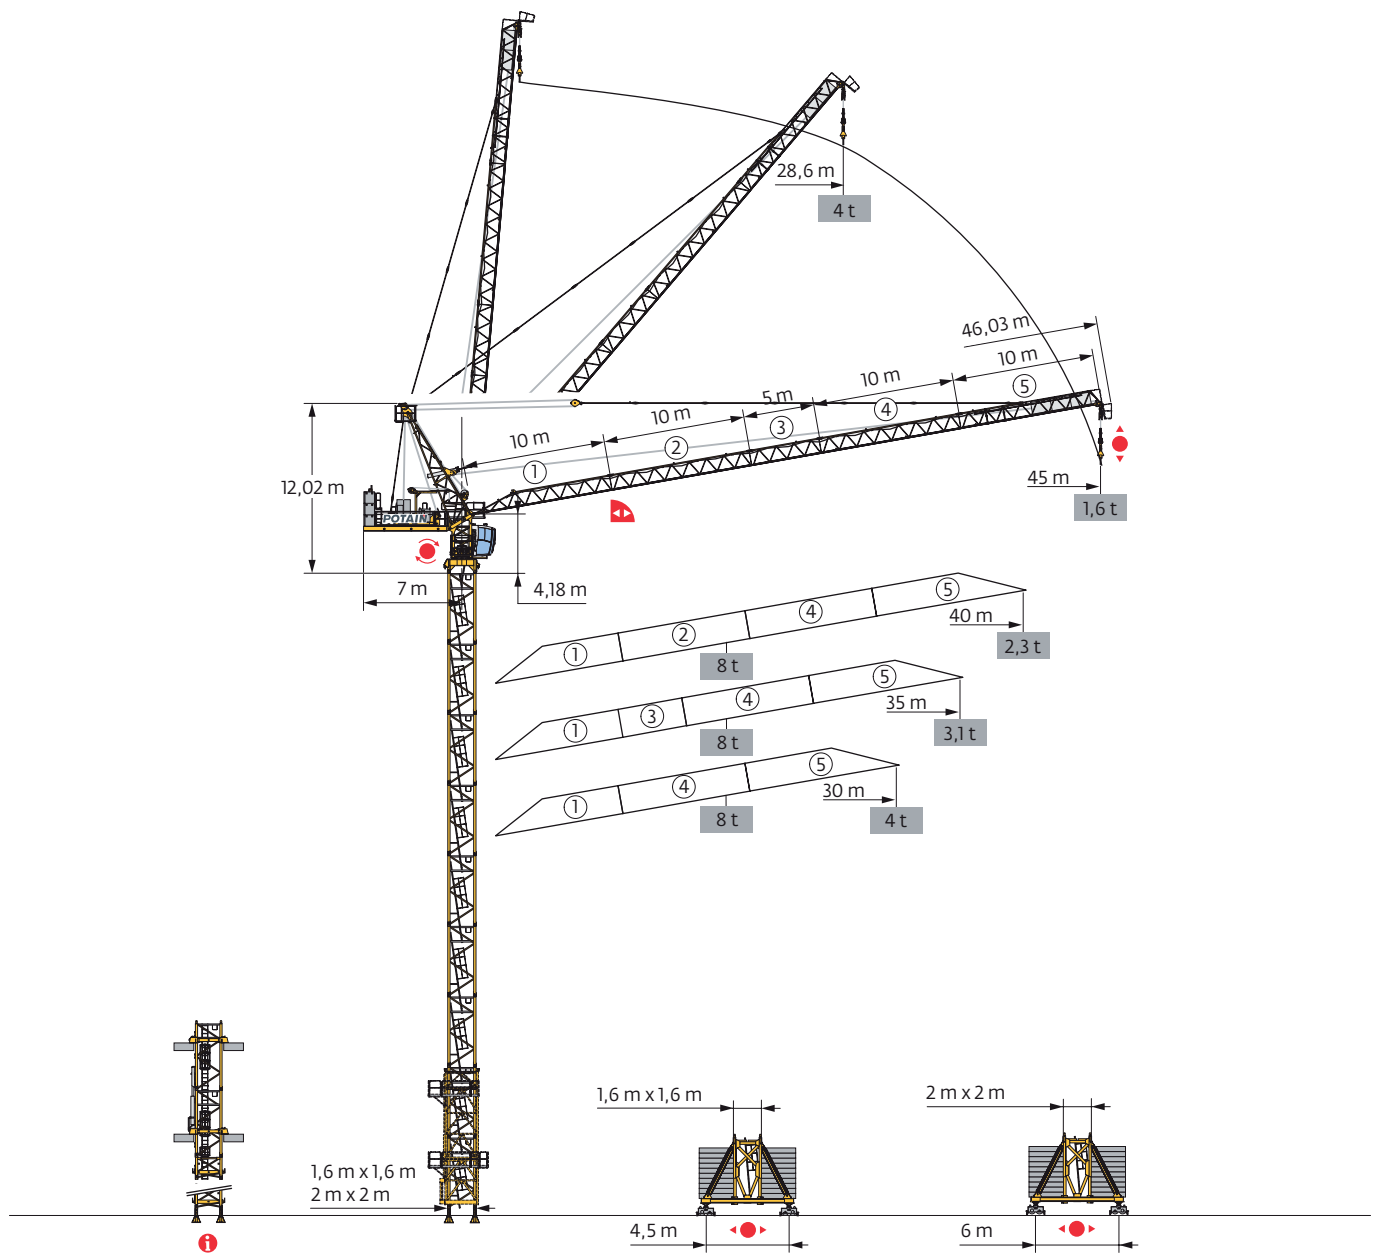 28,6 m
4 t
46,03 m
10 m
⑤
10 m
④
5 m
③
10 m
②
10 m
①
12,02 m
POTAIN
45 m
1,6 t
7 m
4,18 m
① ② ④ ⑤
40 m
8 t
2,3 t
① ③ ④ ⑤
35 m
8 t
3,1 t
① ④ ⑤
30 m
8 t
4 t
1,6 m x 1,6 m
2 m x 2 m
1,6 m x 1,6 m
2 m x 2 m
4,5 m
6 m
i